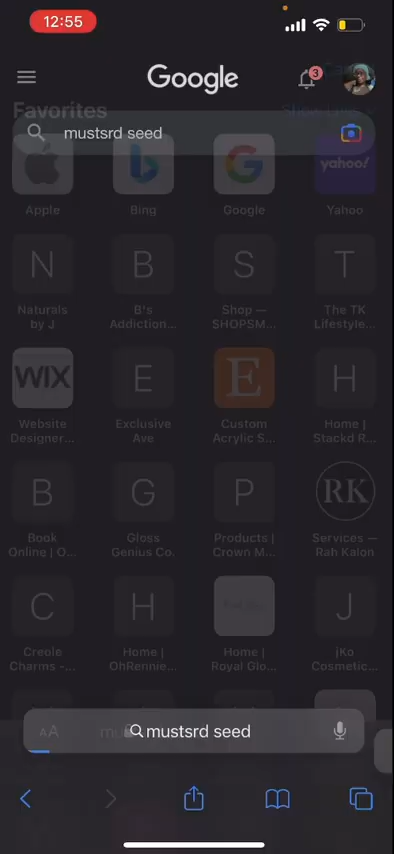 12:55
Google
3
Favorites
Show Less
mustsrd seed
Apple
Bing
Google
yahoo!
Yahoo
N
B
S
T
Naturals
by J
B's
Addiction...
Shop —
SHOPSM...
The TK
Lifestyle...
WIX
E
E
H
Website
Designer...
Exclusive
Ave
Custom
Acrylic S...
Home |
Stackd R...
B
G
P
RK
Book
Online | O...
Gloss
Genius Co.
Products |
Crown M...
Services —
Rah Kalon
C
H
J
Creole
Charms -...
Home |
OhRennie...
Home |
Royal Glo...
jKo
Cosmetic...
AA
mustsrd seed